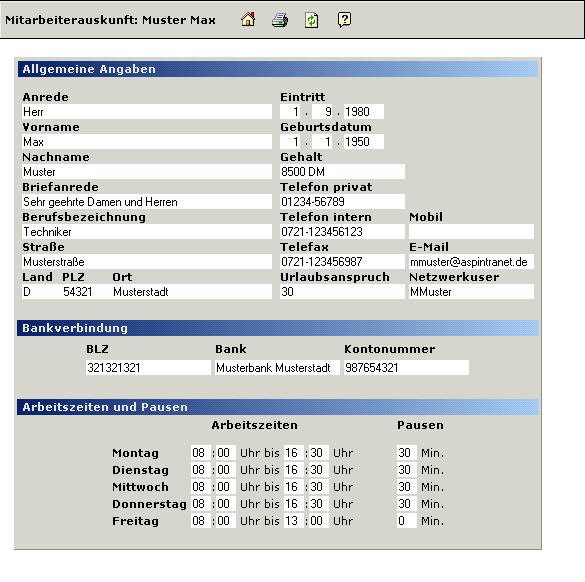 Mitarbeiterauskunft: Muster Max
Allgemeine Angaben
Anrede Eintritt
Herr 1 . 9 . 1980
Vorname Geburtsdatum
Max 1 . 1 . 1950
Nachname Gehalt
Muster 8500 DM
Briefanrede Telefon privat
Sehr geehrte Damen und Herren 01234-56789
Berufsbezeichnung Telefon intern Mobil
Techniker 0721-123456123
Straße Telefax E-Mail
Musterstraße 0721-123456987 mmuster@aspintranet.de
Land PLZ Ort Urlaubsanspruch Netzwerkuser
D 54321 Musterstadt 30 MMuster
Bankverbindung
BLZ Bank Kontonummer
321321321 Musterbank Musterstadt 987654321
Arbeitszeiten und Pausen
Arbeitszeiten Pausen
Montag 08 : 00 Uhr bis 16 : 30 Uhr 30 Min.
Dienstag 08 : 00 Uhr bis 16 : 30 Uhr 30 Min.
Mittwoch 08 : 00 Uhr bis 16 : 30 Uhr 30 Min.
Donnerstag 08 : 00 Uhr bis 16 : 30 Uhr 30 Min.
Freitag 08 : 00 Uhr bis 13 : 00 Uhr 0 Min.